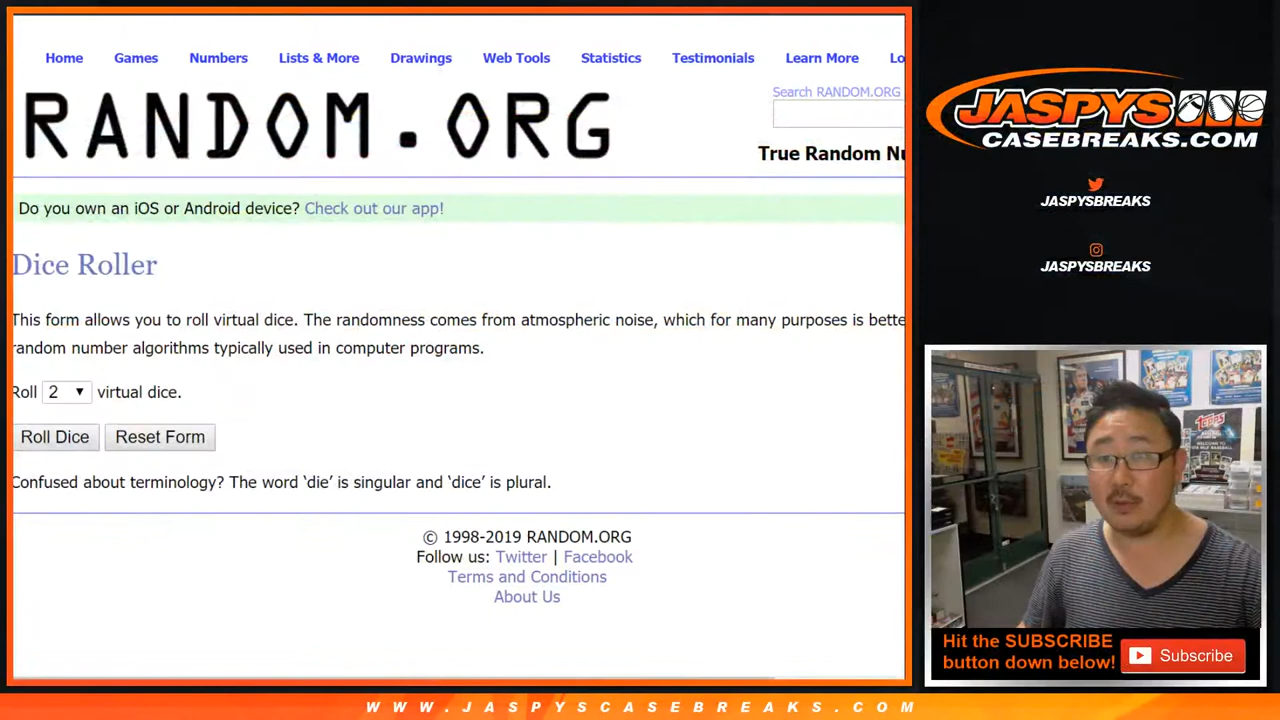 Home Games Numbers Lists & More Drawings Web Tools Statistics Testimonials Learn More Lo
Search RANDOM.ORG
RANDOM.ORG
True Random Nu
Do you own an iOS or Android device? Check out our app!
Dice Roller
This form allows you to roll virtual dice. The randomness comes from atmospheric noise, which for many purposes is bette
random number algorithms typically used in computer programs.
Roll 2 virtual dice.
Roll Dice Reset Form
Confused about terminology? The word ‘die’ is singular and ‘dice’ is plural.
© 1998-2019 RANDOM.ORG
Follow us: Twitter | Facebook
Terms and Conditions
About Us
JASPYS
CASEBREAKS.COM
JASPYSBREAKS
JASPYSBREAKS
Topps
WELCOME TO
BASEBALL
Hit the SUBSCRIBE
button down below!
Subscribe
WWW.JASPYSCASEBREAKS.COM